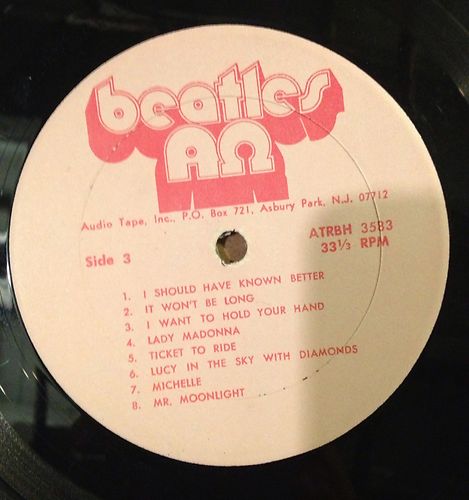 beatles
ΑΩ
Audio Tape, Inc., P.O. Box 721, Asbury Park, N.J. 07712
ATRBH 3583
33⅓ RPM
Side 3
1. I SHOULD HAVE KNOWN BETTER
2. IT WON'T BE LONG
3. I WANT TO HOLD YOUR HAND
4. LADY MADONNA
5. TICKET TO RIDE
6. LUCY IN THE SKY WITH DIAMONDS
7. MICHELLE
8. MR. MOONLIGHT